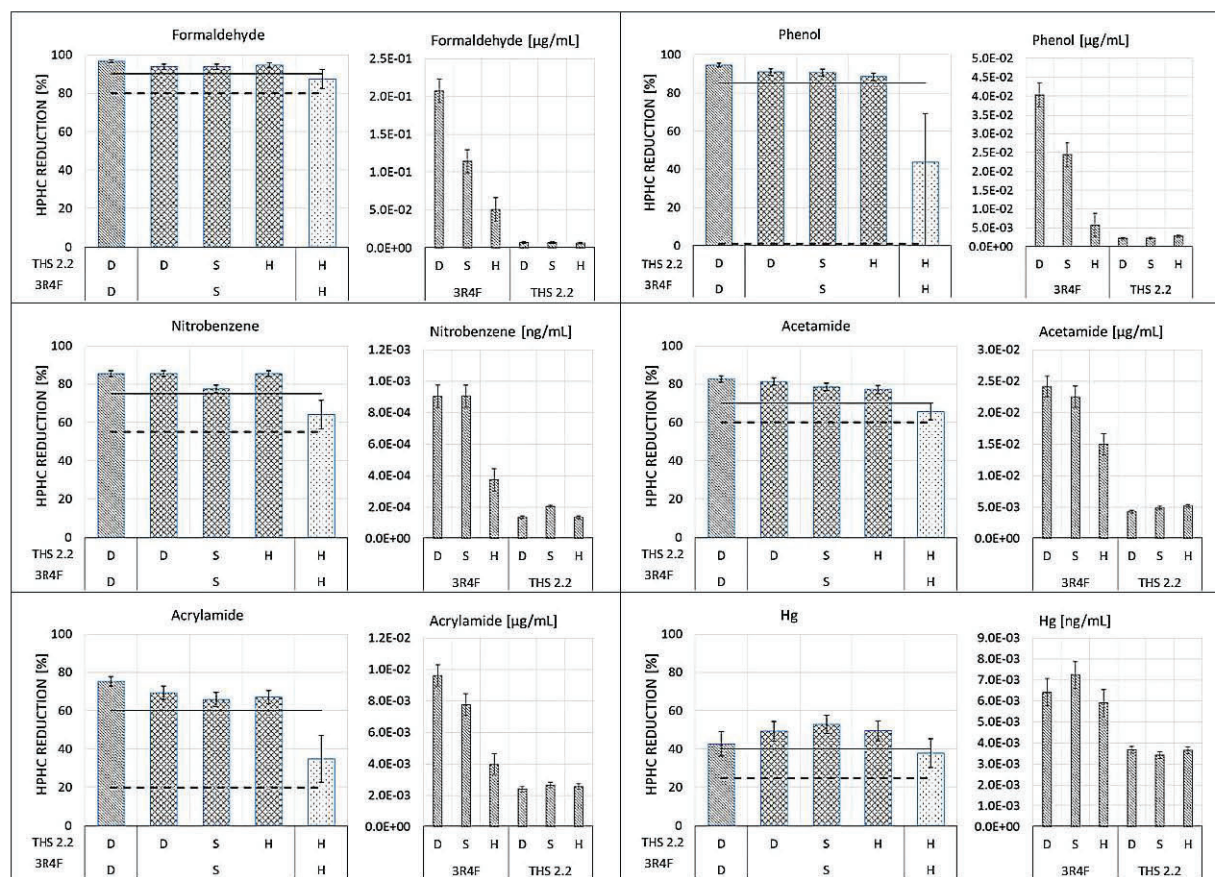 Formaldehyde
HPHC REDUCTION [%]
100
80
60
40
20
0
THS 2.2 D D S H H
3R4F D S H
Formaldehyde [µg/mL]
2.5E-01
2.0E-01
1.5E-01
1.0E-01
5.0E-02
0.0E+00
D S H D S H
3R4F THS 2.2
Phenol
HPHC REDUCTION [%]
100
80
60
40
20
0
THS 2.2 D D S H H
3R4F D S H
Phenol [µg/mL]
5.0E-02
4.5E-02
4.0E-02
3.5E-02
3.0E-02
2.5E-02
2.0E-02
1.5E-02
1.0E-02
5.0E-03
0.0E+00
D S H D S H
3R4F THS 2.2
Nitrobenzene
HPHC REDUCTION [%]
100
80
60
40
20
0
THS 2.2 D D S H H
3R4F D S H
Nitrobenzene [ng/mL]
1.2E-03
1.0E-03
8.0E-04
6.0E-04
4.0E-04
2.0E-04
0.0E+00
D S H D S H
3R4F THS 2.2
Acetamide
HPHC REDUCTION [%]
100
80
60
40
20
0
THS 2.2 D D S H H
3R4F D S H
Acetamide [µg/mL]
3.0E-02
2.5E-02
2.0E-02
1.5E-02
1.0E-02
5.0E-03
0.0E+00
D S H D S H
3R4F THS 2.2
Acrylamide
HPHC REDUCTION [%]
100
80
60
40
20
0
THS 2.2 D D S H H
3R4F D S H
Acrylamide [µg/mL]
1.2E-02
1.0E-02
8.0E-03
6.0E-03
4.0E-03
2.0E-03
0.0E+00
D S H D S H
3R4F THS 2.2
Hg
HPHC REDUCTION [%]
100
80
60
40
20
0
THS 2.2 D D S H H
3R4F D S H
Hg [ng/mL]
9.0E-03
8.0E-03
7.0E-03
6.0E-03
5.0E-03
4.0E-03
3.0E-03
2.0E-03
1.0E-03
0.0E+00
D S H D S H
3R4F THS 2.2